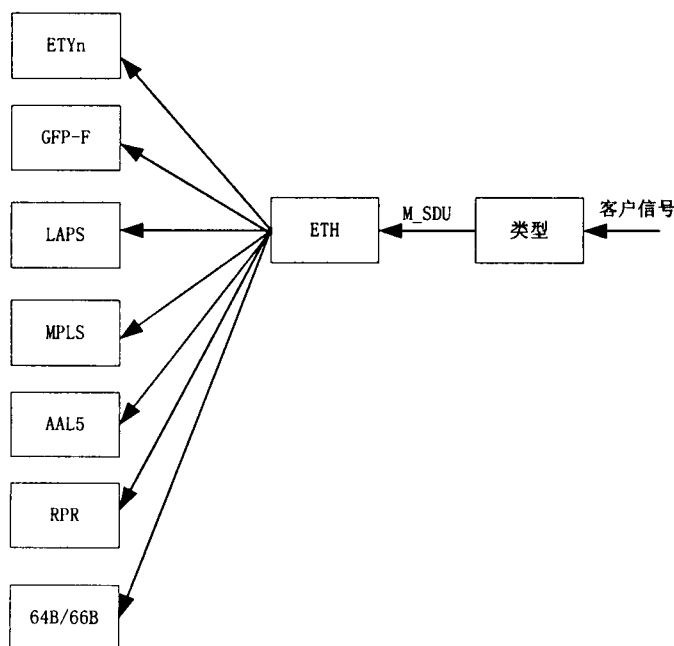 ETYn
GFP-F
LAPS
MPLS
AAL5
RPR
64B/66B
ETH
M_SDU
类型
客户信号